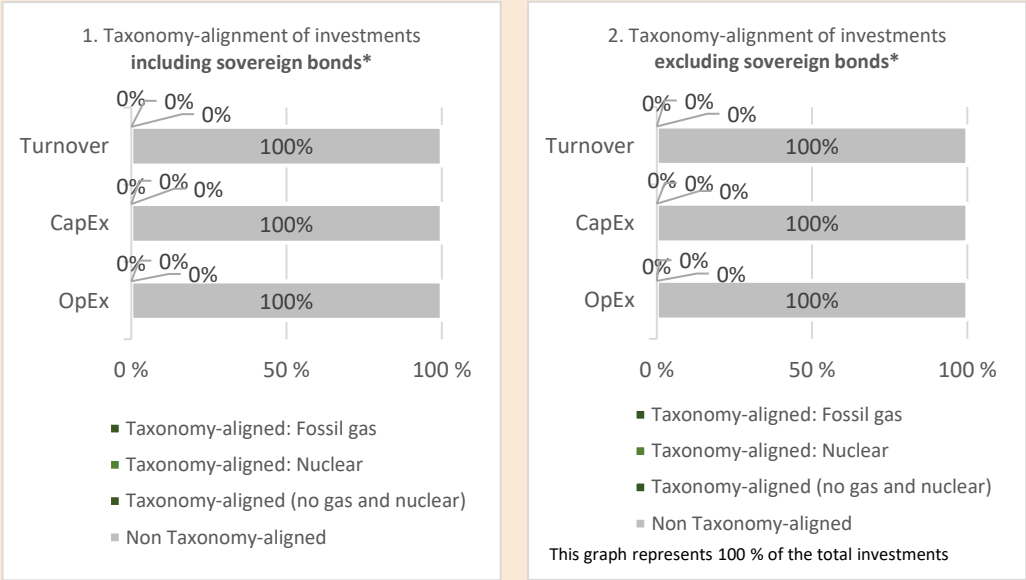 1. Taxonomy-alignment of investments
including sovereign bonds*
0% 0% 0%
Turnover 100%
0% 0% 0%
CapEx 100%
0% 0% 0%
OpEx 100%
0 % 50 % 100 %
Taxonomy-aligned: Fossil gas
Taxonomy-aligned: Nuclear
Taxonomy-aligned (no gas and nuclear)
Non Taxonomy-aligned
2. Taxonomy-alignment of investments
excluding sovereign bonds*
0% 0% 0%
Turnover 100%
0% 0% 0%
CapEx 100%
0% 0% 0%
OpEx 100%
0 % 50 % 100 %
Taxonomy-aligned: Fossil gas
Taxonomy-aligned: Nuclear
Taxonomy-aligned (no gas and nuclear)
Non Taxonomy-aligned
This graph represents 100 % of the total investments